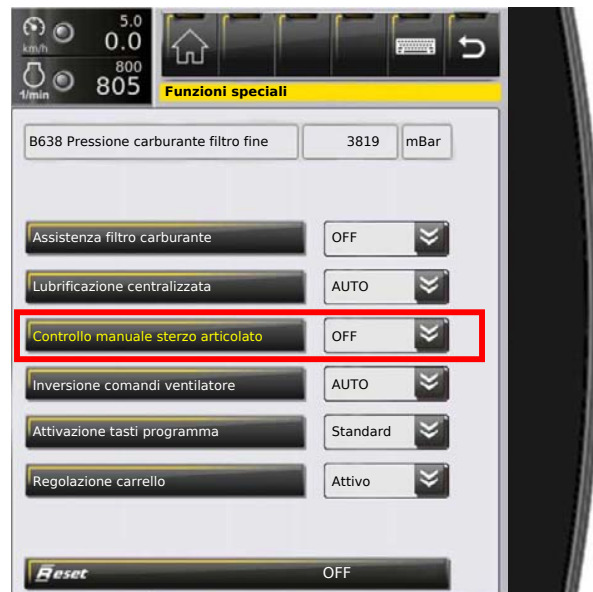 km/h 5.0
0.0
1/min 800
805
Funzioni speciali
B638 Pressione carburante filtro fine 3819 mBar
Assistenza filtro carburante OFF
Lubrificazione centralizzata AUTO
Controllo manuale sterzo articolato OFF
Inversione comandi ventilatore AUTO
Attivazione tasti programma Standard
Regolazione carrello Attivo
Reset OFF